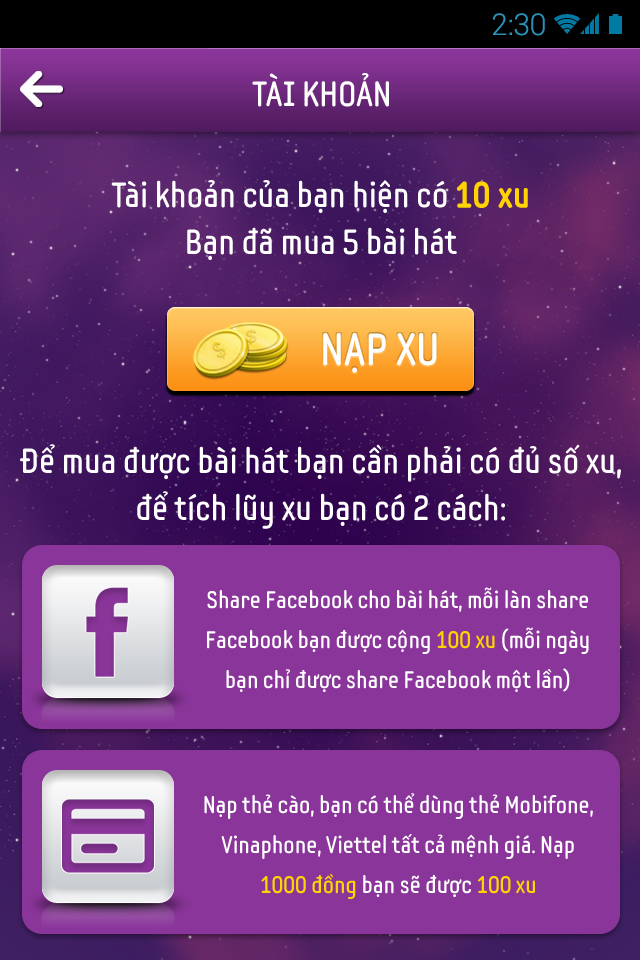 2:30
TÀI KHOẢN
Tài khoản của bạn hiện có 10 xu
Bạn đã mua 5 bài hát
NẠP XU
Để mua được bài hát bạn cần phải có đủ số xu,
để tích lũy xu bạn có 2 cách:
Share Facebook cho bài hát, mỗi làn share
Facebook bạn được cộng 100 xu (mỗi ngày
bạn chỉ được share Facebook một lần)
Nạp thẻ cào, bạn có thể dùng thẻ Mobifone,
Vinaphone, Viettel tất cả mệnh giá. Nạp
1000 đồng bạn sẽ được 100 xu